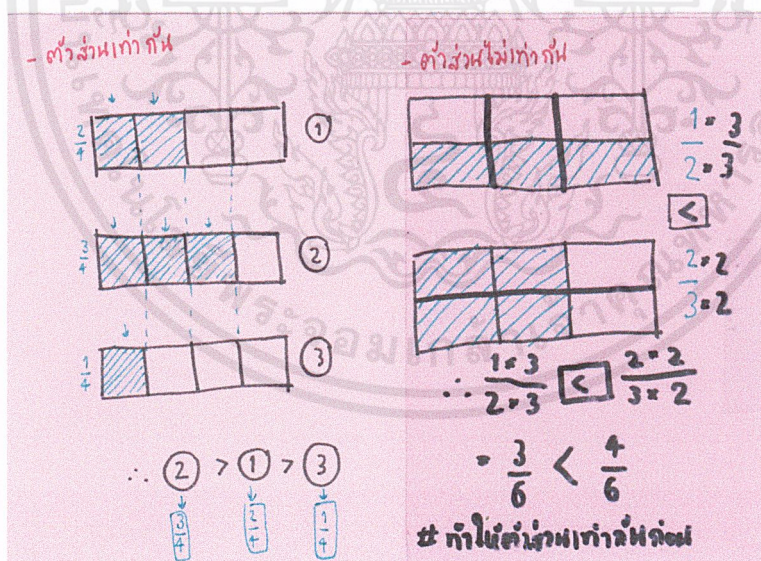 - ตัวส่วนเท่ากัน
2/4 ①
3/4 ②
1/4 ③
∴ ② > ① > ③
3/4 2/4 1/4
- ตัวส่วนไม่เท่ากัน
1 × 3
2 × 3
<
2 × 2
3 × 2
∴ 1 × 3 / 2 × 3 < 2 × 2 / 3 × 2
= 3/6 < 4/6
# ทำให้ตัวส่วนเท่ากันก่อน